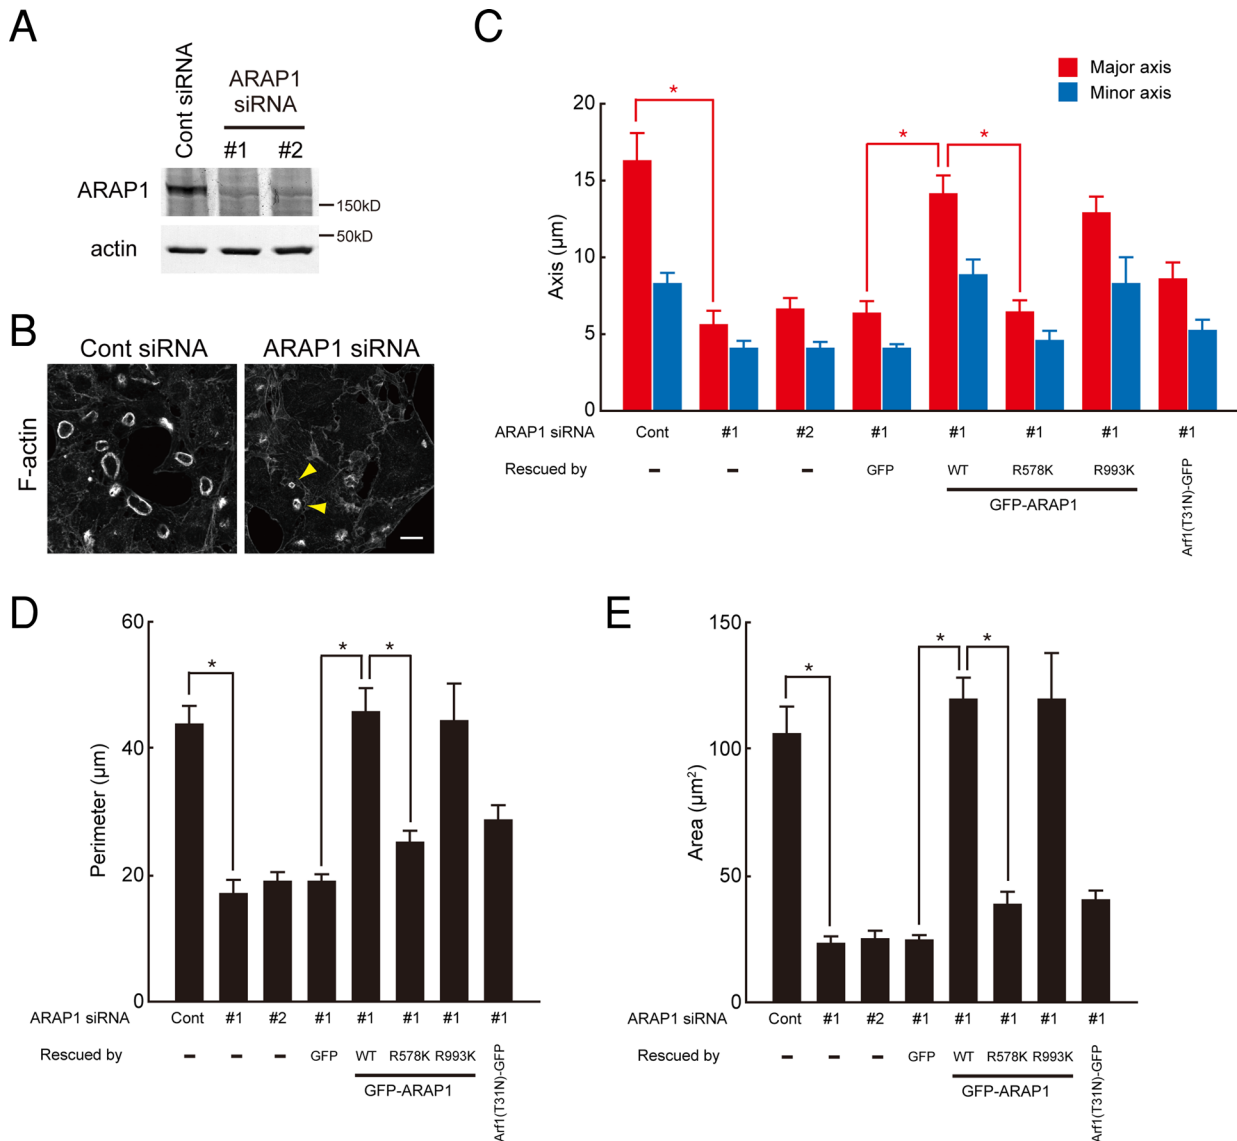 A
Cont siRNA
ARAP1
siRNA
#1 #2
ARAP1
150kD
50kD
actin
B
Cont siRNA ARAP1 siRNA
F-actin
C
Major axis
Minor axis
*
* *
20
15
10
5
0
Axis (μm)
ARAP1 siRNA Cont #1 #2 #1 #1 #1 #1 #1
Rescued by – – – GFP WT R578K R993K Arf1(T31N)-GFP
GFP-ARAP1
D
60
40
20
0
Perimeter (μm)
* * *
ARAP1 siRNA Cont #1 #2 #1 #1 #1 #1 #1
Rescued by – – – GFP WT R578K R993K Arf1(T31N)-GFP
GFP-ARAP1
E
150
100
50
0
Area (μm²)
* * *
ARAP1 siRNA Cont #1 #2 #1 #1 #1 #1 #1
Rescued by – – – GFP WT R578K R993K Arf1(T31N)-GFP
GFP-ARAP1